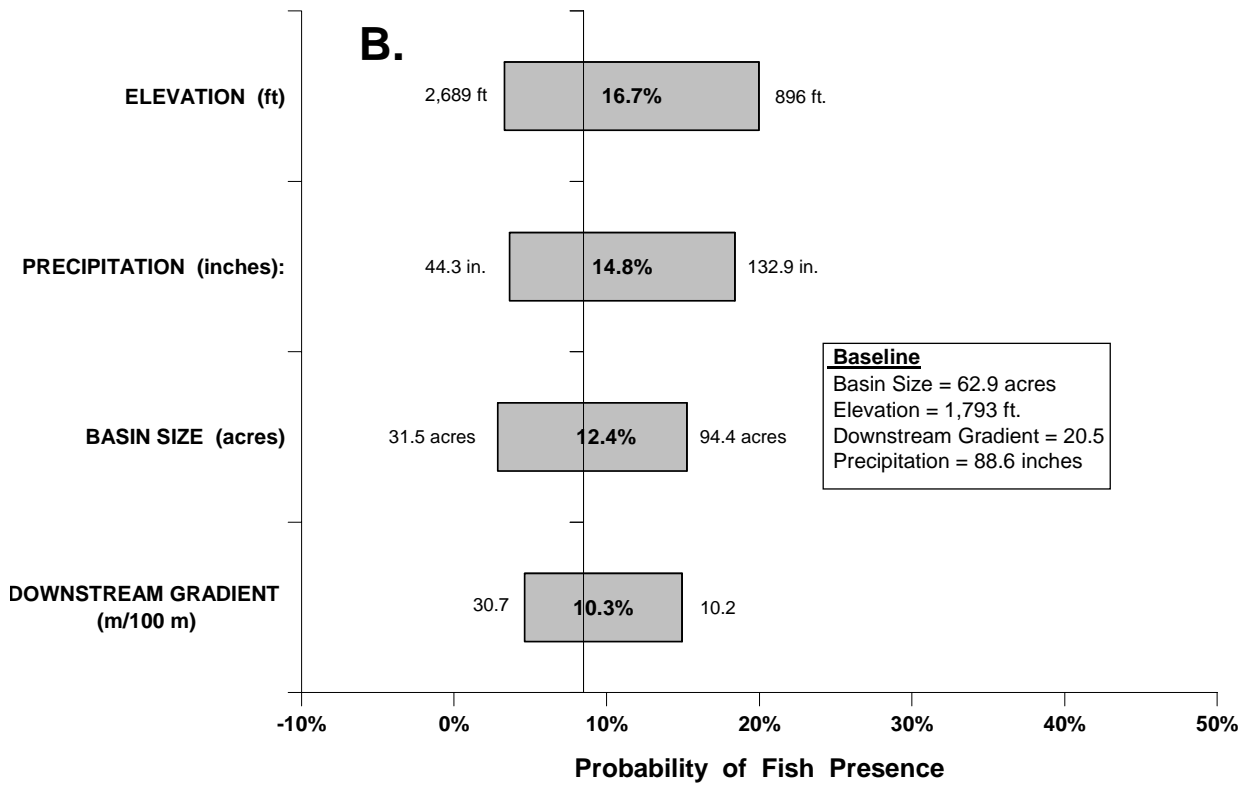 B.
ELEVATION (ft)
2,689 ft
16.7%
896 ft.
PRECIPITATION (inches):
44.3 in.
14.8%
132.9 in.
BASIN SIZE (acres)
31.5 acres
12.4%
94.4 acres
Baseline
Basin Size = 62.9 acres
Elevation = 1,793 ft.
Downstream Gradient = 20.5
Precipitation = 88.6 inches
DOWNSTREAM GRADIENT
(m/100 m)
30.7
10.3%
10.2
-10%
0%
10%
20%
30%
40%
50%
Probability of Fish Presence